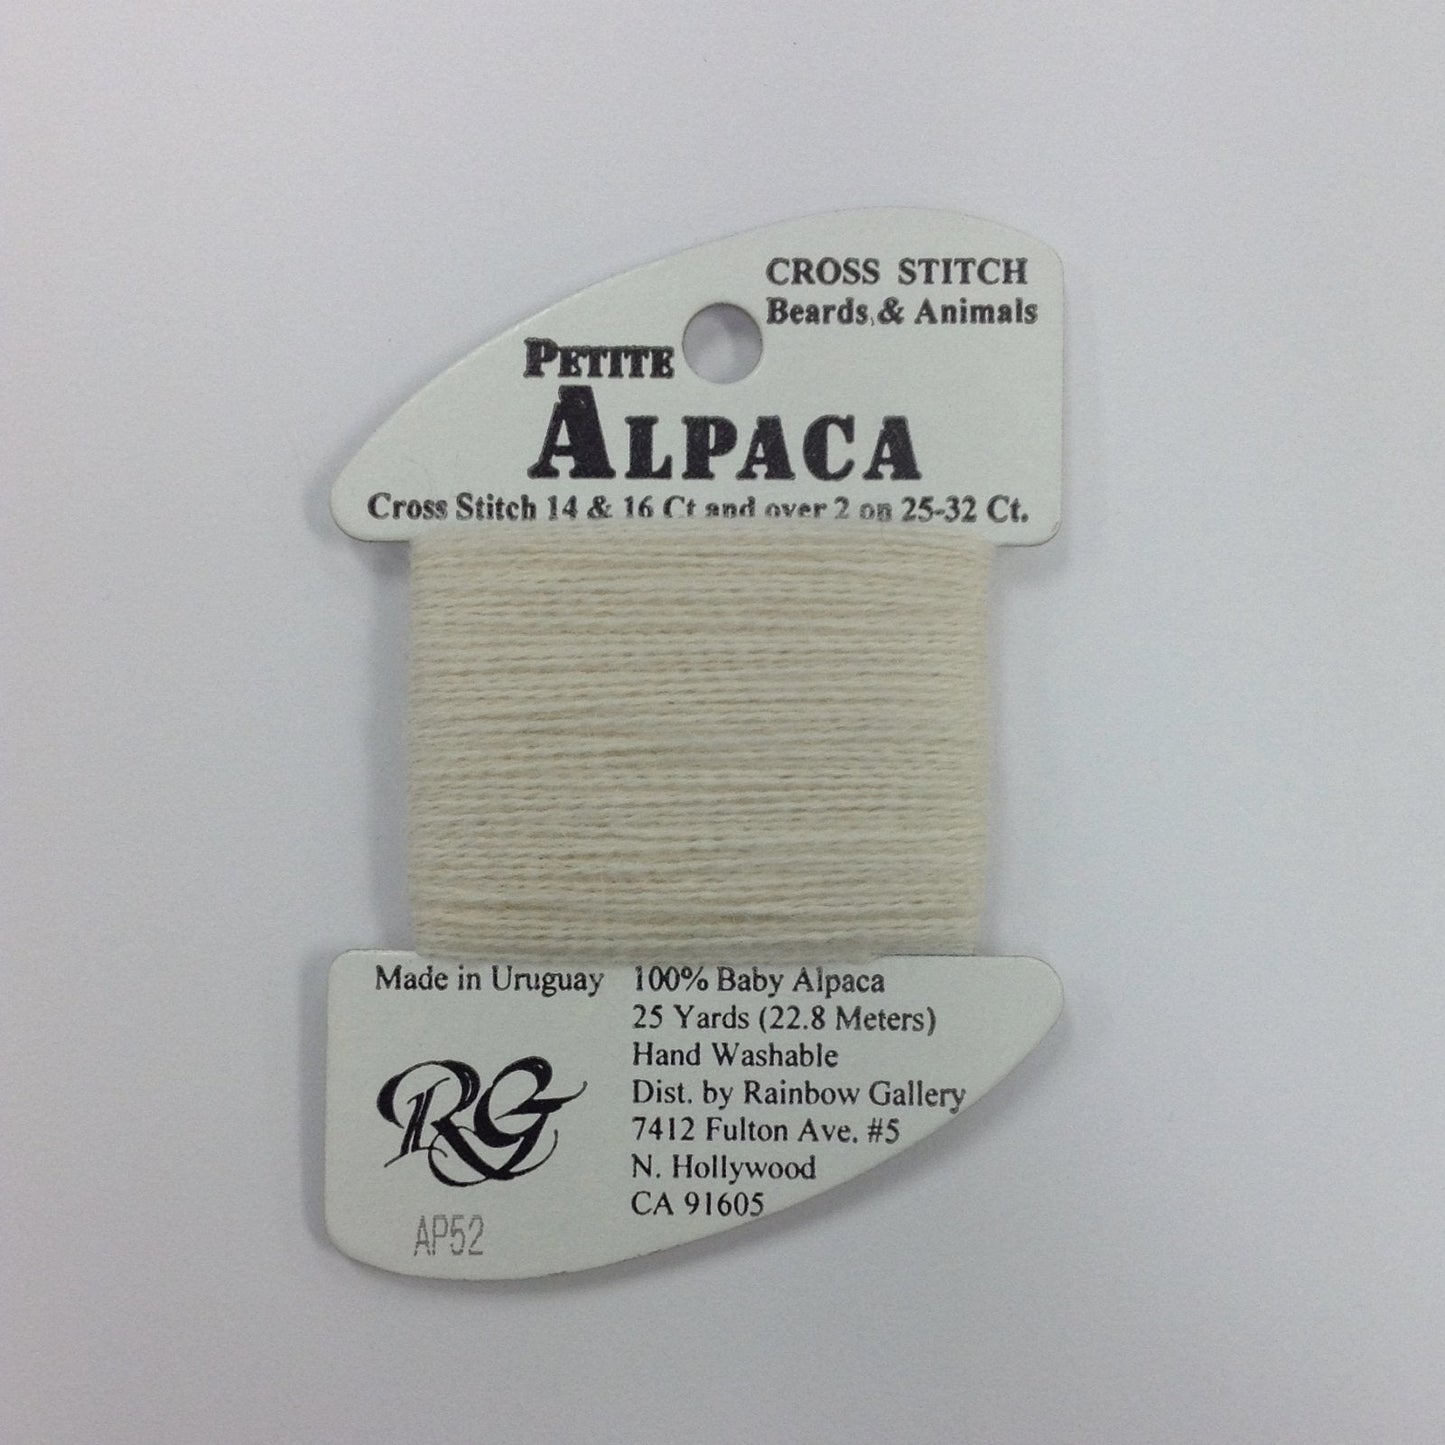 CROSS STITCH
Beards, & Animals
PETITE
ALPACA
Cross Stitch 14 & 16 Ct and over 2 on 25-32 Ct.
Made in Uruguay
RG
AP52
100% Baby Alpaca
25 Yards (22.8 Meters)
Hand Washable
Dist. by Rainbow Gallery
7412 Fulton Ave. #5
N. Hollywood
CA 91605